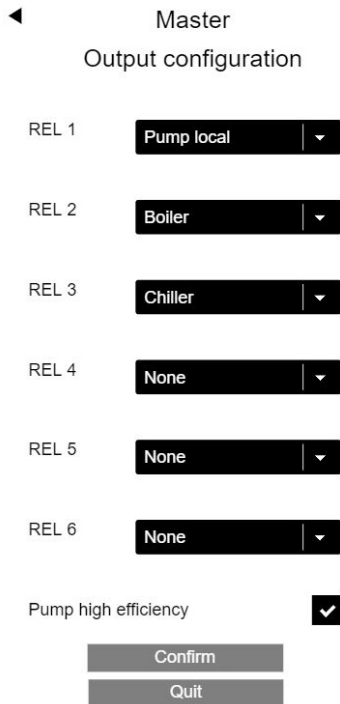 Master
Output configuration
REL 1 Pump local
REL 2 Boiler
REL 3 Chiller
REL 4 None
REL 5 None
REL 6 None
Pump high efficiency
Confirm
Quit